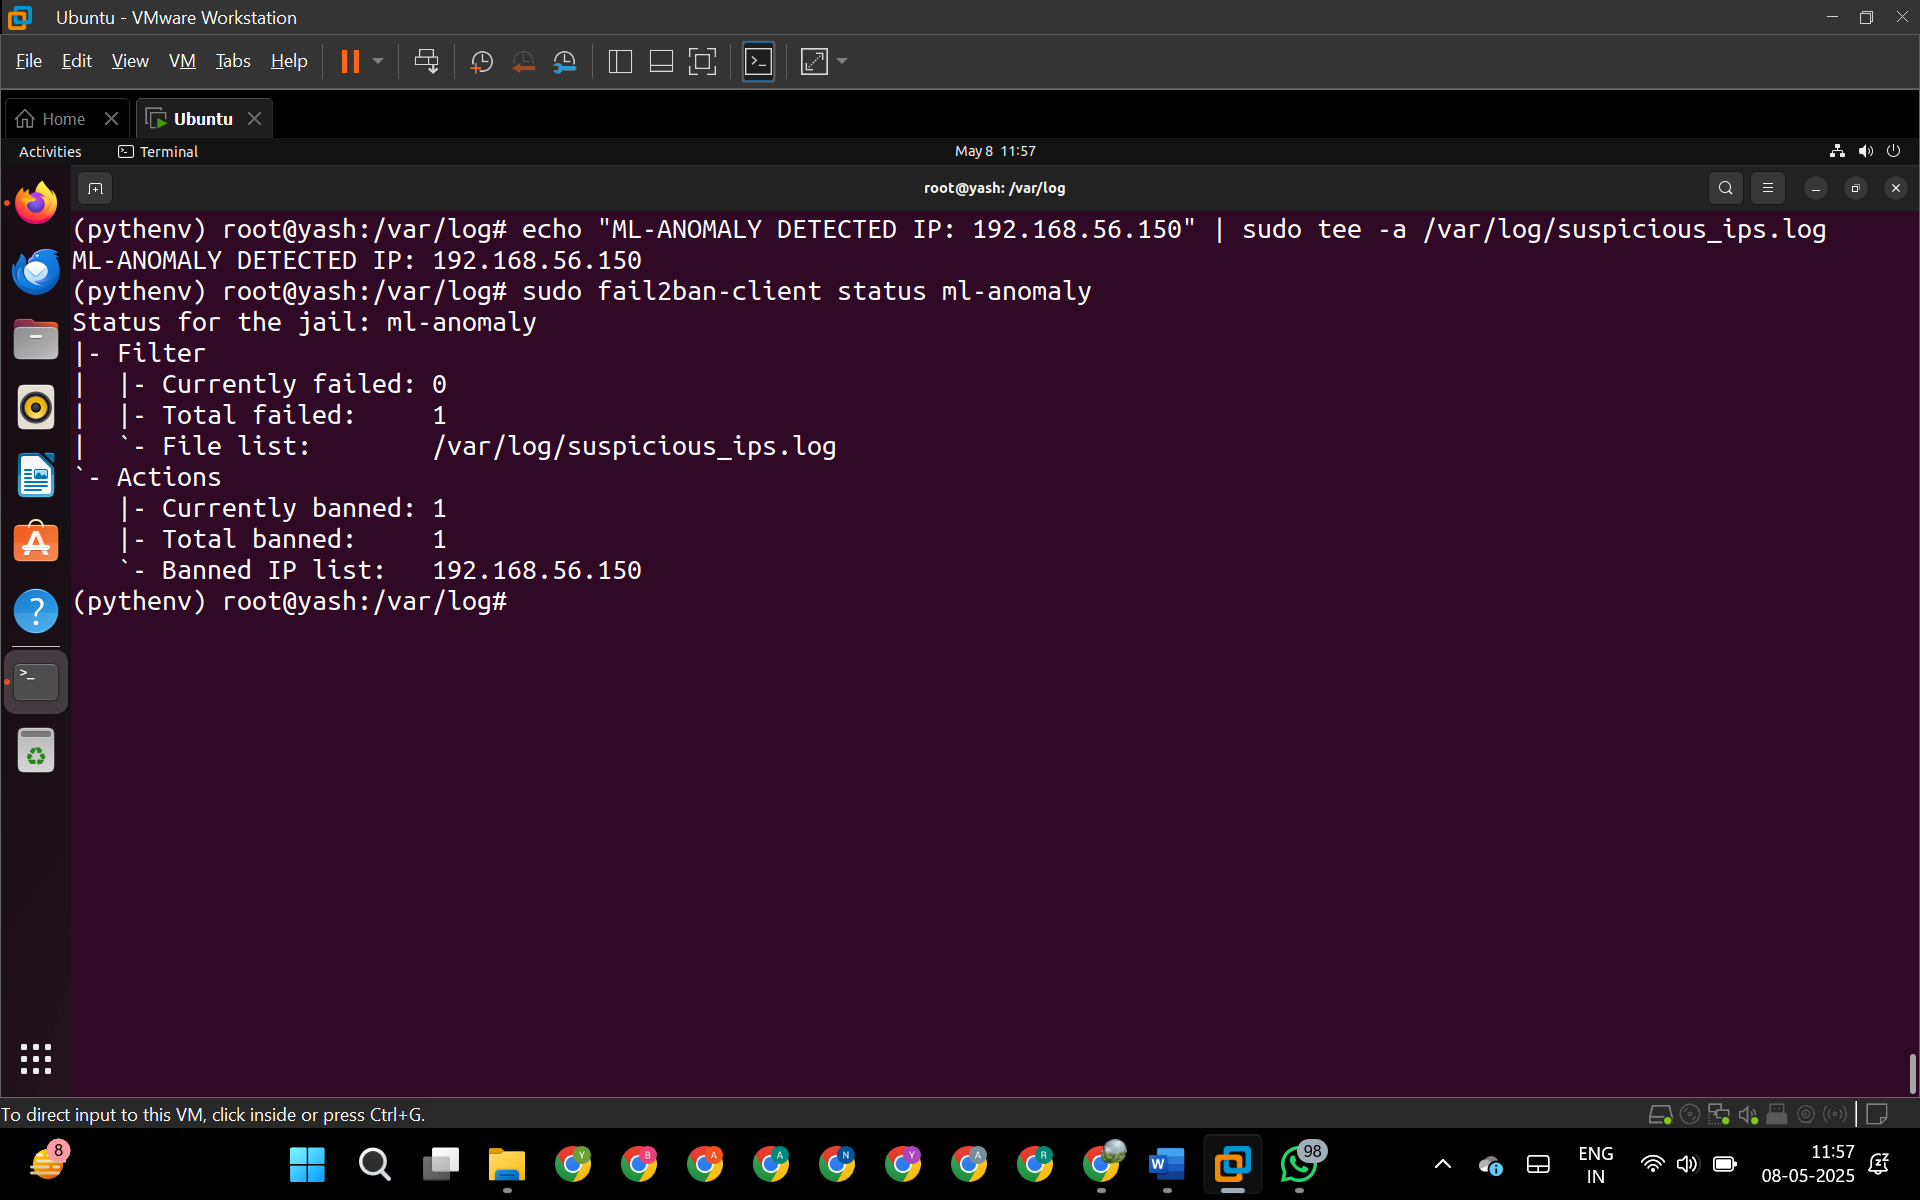 Ubuntu - VMware Workstation
File Edit View VM Tabs Help
Home Ubuntu
Activities Terminal May 8 11:57
root@yash: /var/log
(pythenv) root@yash:/var/log# echo "ML-ANOMALY DETECTED IP: 192.168.56.150" | sudo tee -a /var/log/suspicious_ips.log
ML-ANOMALY DETECTED IP: 192.168.56.150
(pythenv) root@yash:/var/log# sudo fail2ban-client status ml-anomaly
Status for the jail: ml-anomaly
|- Filter
|  |- Currently failed: 0
|  |- Total failed:     1
|  `- File list:        /var/log/suspicious_ips.log
`- Actions
   |- Currently banned: 1
   |- Total banned:     1
   `- Banned IP list:   192.168.56.150
(pythenv) root@yash:/var/log#
To direct input to this VM, click inside or press Ctrl+G.
8
Y B A A N Y A R
W
98
ENG
IN
11:57
08-05-2025